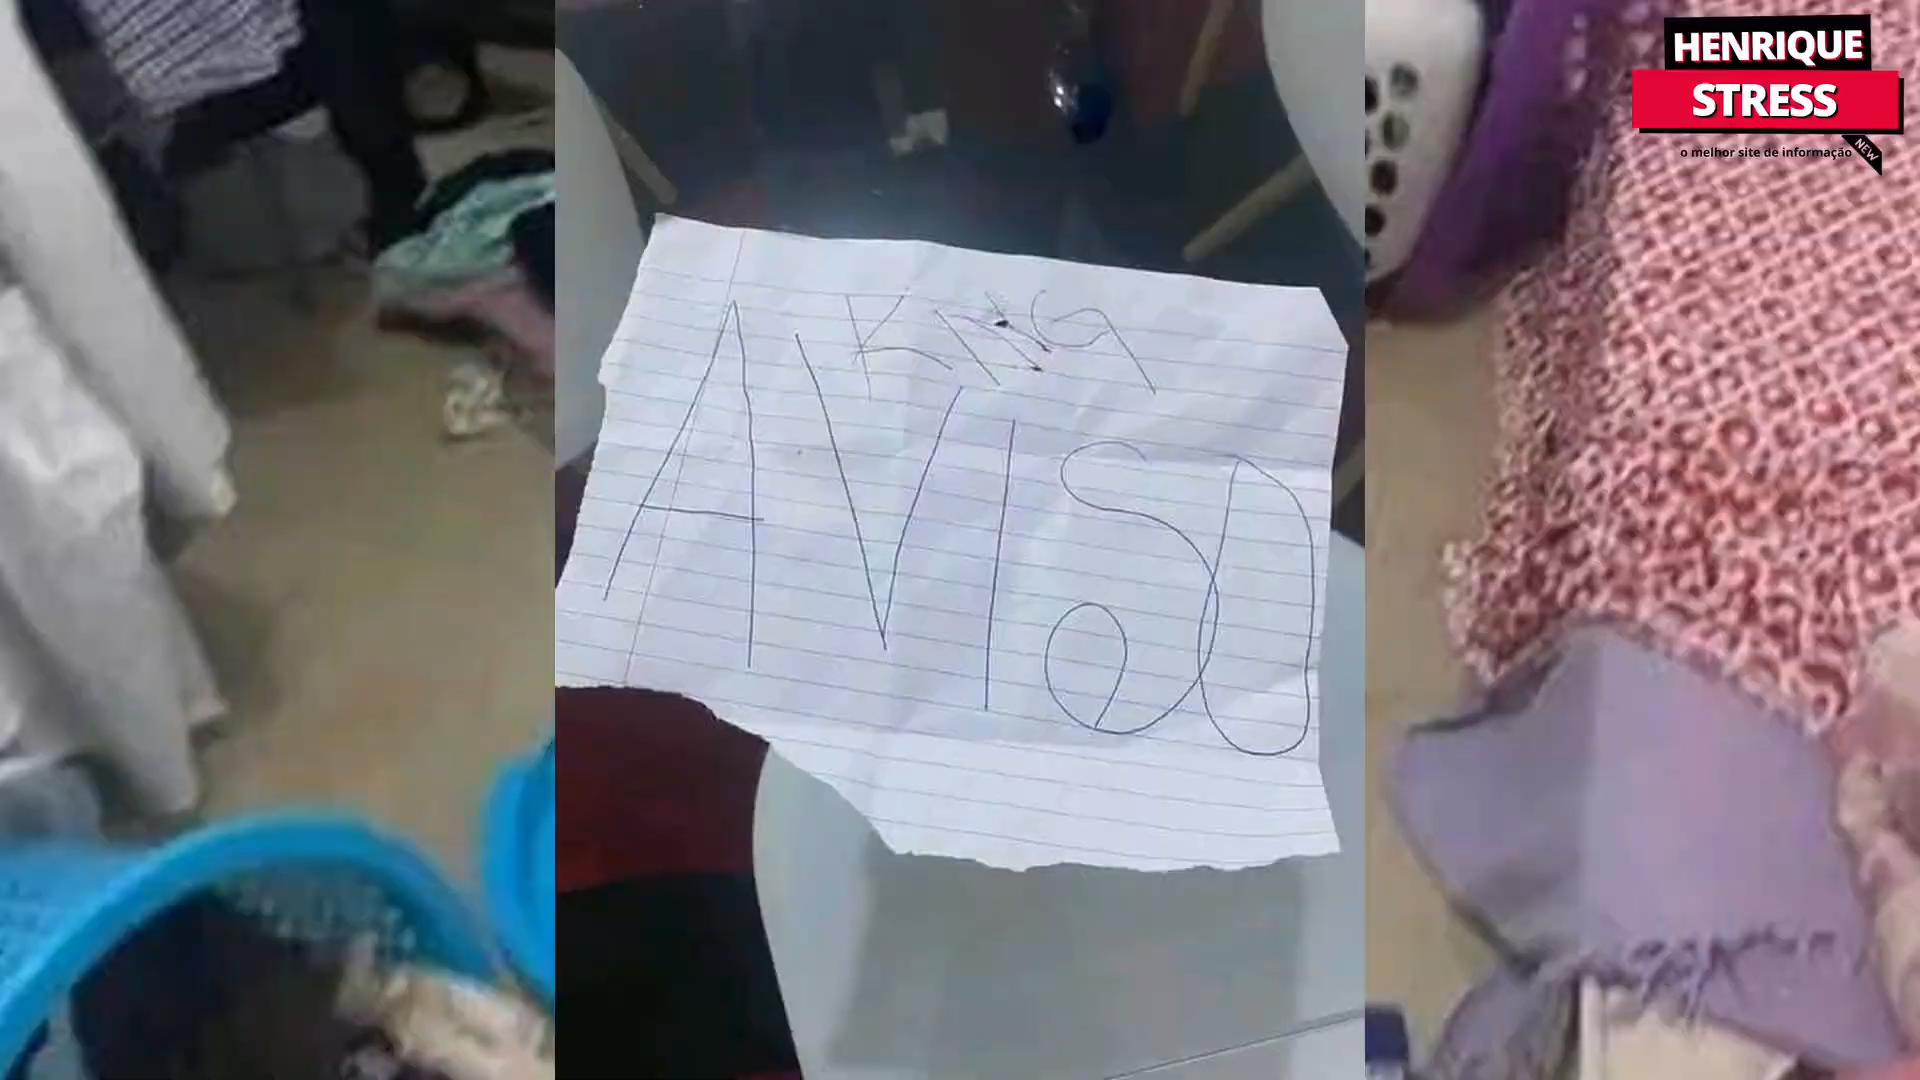 HENRIQUE
STRESS
o melhor site de informação
NEW
AVISO